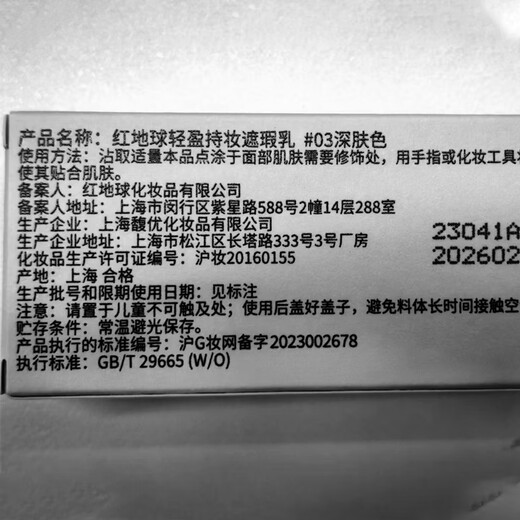 产品名称：红地球轻盈持妆遮瑕乳 #03深肤色
使用方法：沾取适量本品点涂于面部肌肤需要修饰处，用手指或化妆工具
使其贴合肌肤。
备案人：红地球化妆品有限公司
备案人地址：上海市闵行区紫星路588号2幢14层288室
生产企业：上海馥优化妆品有限公司
生产企业地址：上海市松江区长塔路333号3号厂房
化妆品生产许可证编号：沪妆20160155
产地：上海 合格
生产批号和限期使用日期：见标注
注意：请置于儿童不可触及处；使用后盖好盖子，避免料体长时间接触空
贮存条件：常温避光保存。
产品执行的标准编号：沪G妆网备字2023002678
执行标准：GB/T 29665 (W/O)
23041A
202602